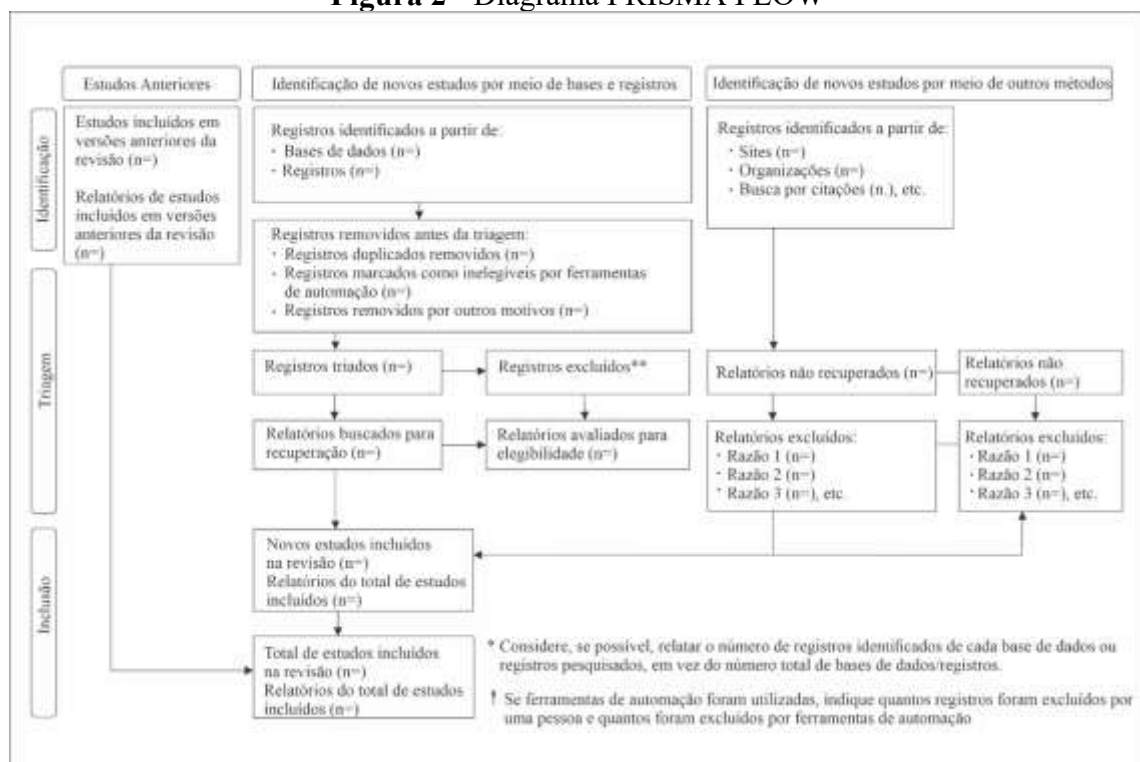 Figura 2 - Diagrama PRISMA FLOW
Estudos Anteriores
Identificação de novos estudos por meio de bases e registros
Identificação de novos estudos por meio de outros métodos
Identificação
Estudos incluídos em
versões anteriores da
revisão (n=)
Relatórios de estudos
incluídos em versões
anteriores da revisão
(n=)
Registros identificados a partir de:
· Bases de dados (n=)
· Registros (n=)
Registros identificados a partir de:
· Sites (n=)
· Organizações (n=)
· Busca por citações (n.), etc.
Registros removidos antes da triagem:
· Registros duplicados removidos (n=)
· Registros marcados como inelegíveis por ferramentas
de automação (n=)
· Registros removidos por outros motivos (n=)
Triagem
Registros triados (n=)
Registros excluídos**
Relatórios não recuperados (n=)
Relatórios não
recuperados (n=)
Relatórios buscados para
recuperação (n=)
Relatórios avaliados para
elegibilidade (n=)
Relatórios excluídos:
· Razão 1 (n=)
· Razão 2 (n=)
· Razão 3 (n=), etc.
Relatórios excluídos:
· Razão 1 (n=)
· Razão 2 (n=)
· Razão 3 (n=), etc.
Inclusão
Novos estudos incluídos
na revisão (n=)
Relatórios do total de estudos
incluídos (n=)
Total de estudos incluídos
na revisão (n=)
Relatórios do total de estudos
incluídos (n=)
* Considere, se possível, relatar o número de registros identificados de cada base de dados ou
registros pesquisados, em vez do número total de bases de dados/registros.
† Se ferramentas de automação foram utilizadas, indique quantos registros foram excluídos por
uma pessoa e quantos foram excluídos por ferramentas de automação